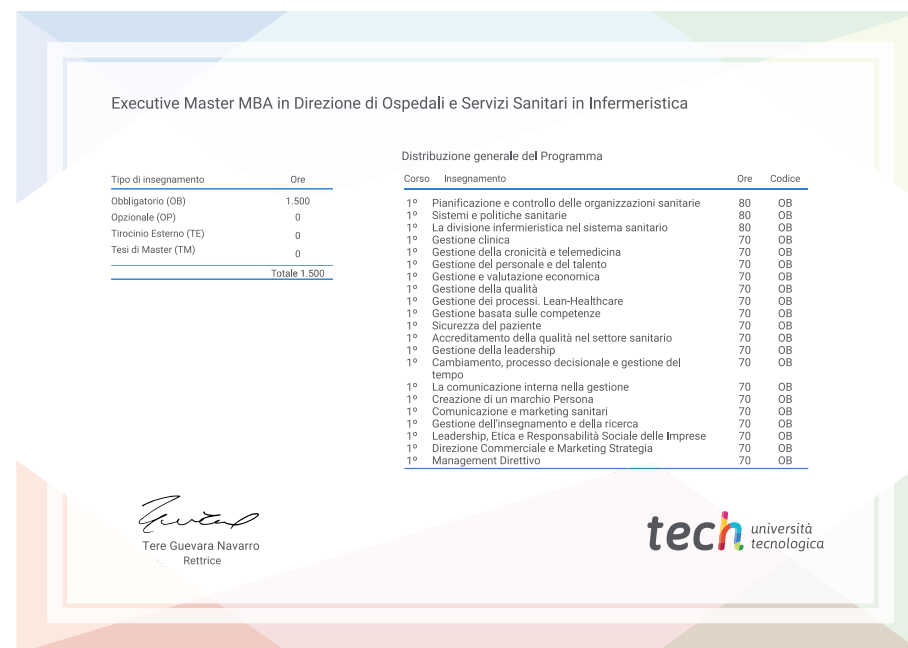 Executive Master MBA in Direzione di Ospedali e Servizi Sanitari in Infermeristica
Tipo di insegnamento Ore
Obbligatorio (OB) 1.500
Opzionale (OP) 0
Tirocinio Esterno (TE) 0
Tesi di Master (TM) 0
Totale 1.500
Distribuzione generale del Programma
Corso Insegnamento Ore Codice
1º Pianificazione e controllo delle organizzazioni sanitarie 80 OB
1º Sistemi e politiche sanitarie 80 OB
1º La divisione infermieristica nel sistema sanitario 80 OB
1º Gestione clinica 70 OB
1º Gestione della cronicità e telemedicina 70 OB
1º Gestione del personale e del talento 70 OB
1º Gestione e valutazione economica 70 OB
1º Gestione della qualità 70 OB
1º Gestione dei processi. Lean-Healthcare 70 OB
1º Gestione basata sulle competenze 70 OB
1º Sicurezza del paziente 70 OB
1º Accreditamento della qualità nel settore sanitario 70 OB
1º Gestione della leadership 70 OB
1º Cambiamento, processo decisionale e gestione del 70 OB
tempo
1º La comunicazione interna nella gestione 70 OB
1º Creazione di un marchio Persona 70 OB
1º Comunicazione e marketing sanitari 70 OB
1º Gestione dell'insegnamento e della ricerca 70 OB
1º Leadership, Etica e Responsabilità Sociale delle Imprese 70 OB
1º Direzione Commerciale e Marketing Strategia 70 OB
1º Management Direttivo 70 OB
Tere Guevara Navarro
Rettrice
tech università
tecnologica